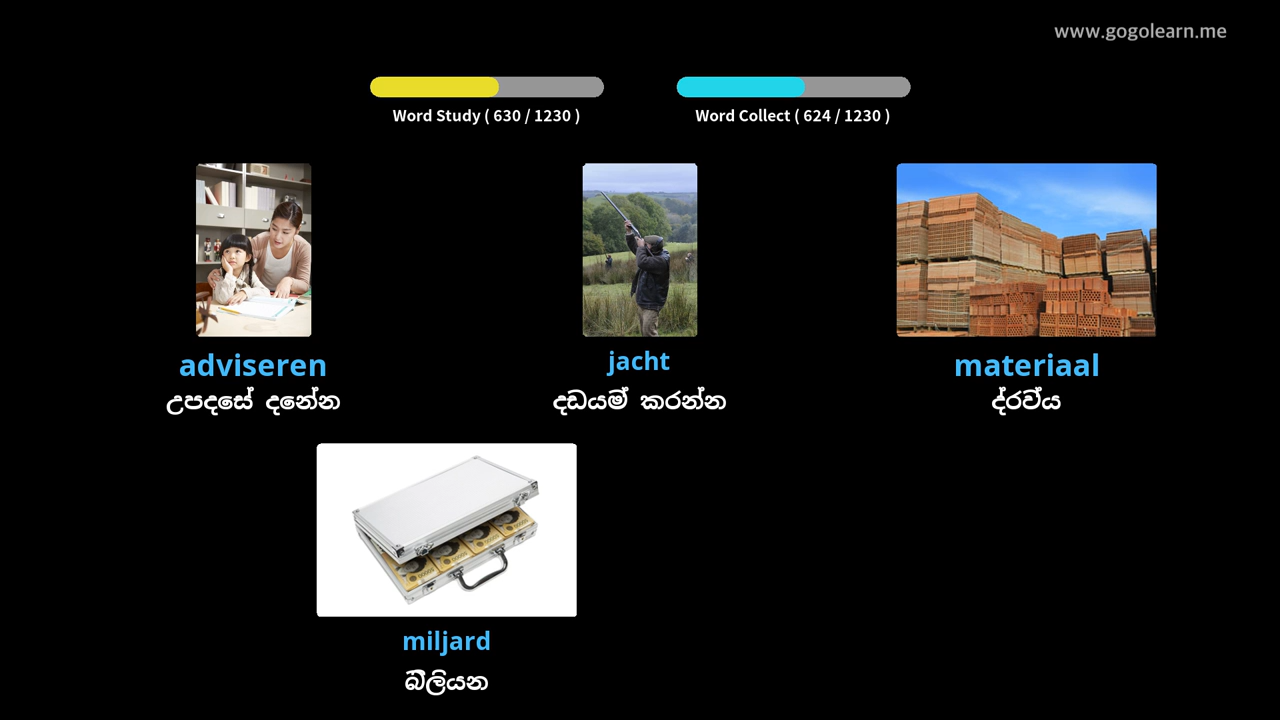 www.gogolearn.me
Word Study ( 630 / 1230 )
Word Collect ( 624 / 1230 )
adviseren
උපදෙස් දෙන්න
jacht
දඩයම් කරන්න
materiaal
ද්රව්ය
miljard
බිලියන